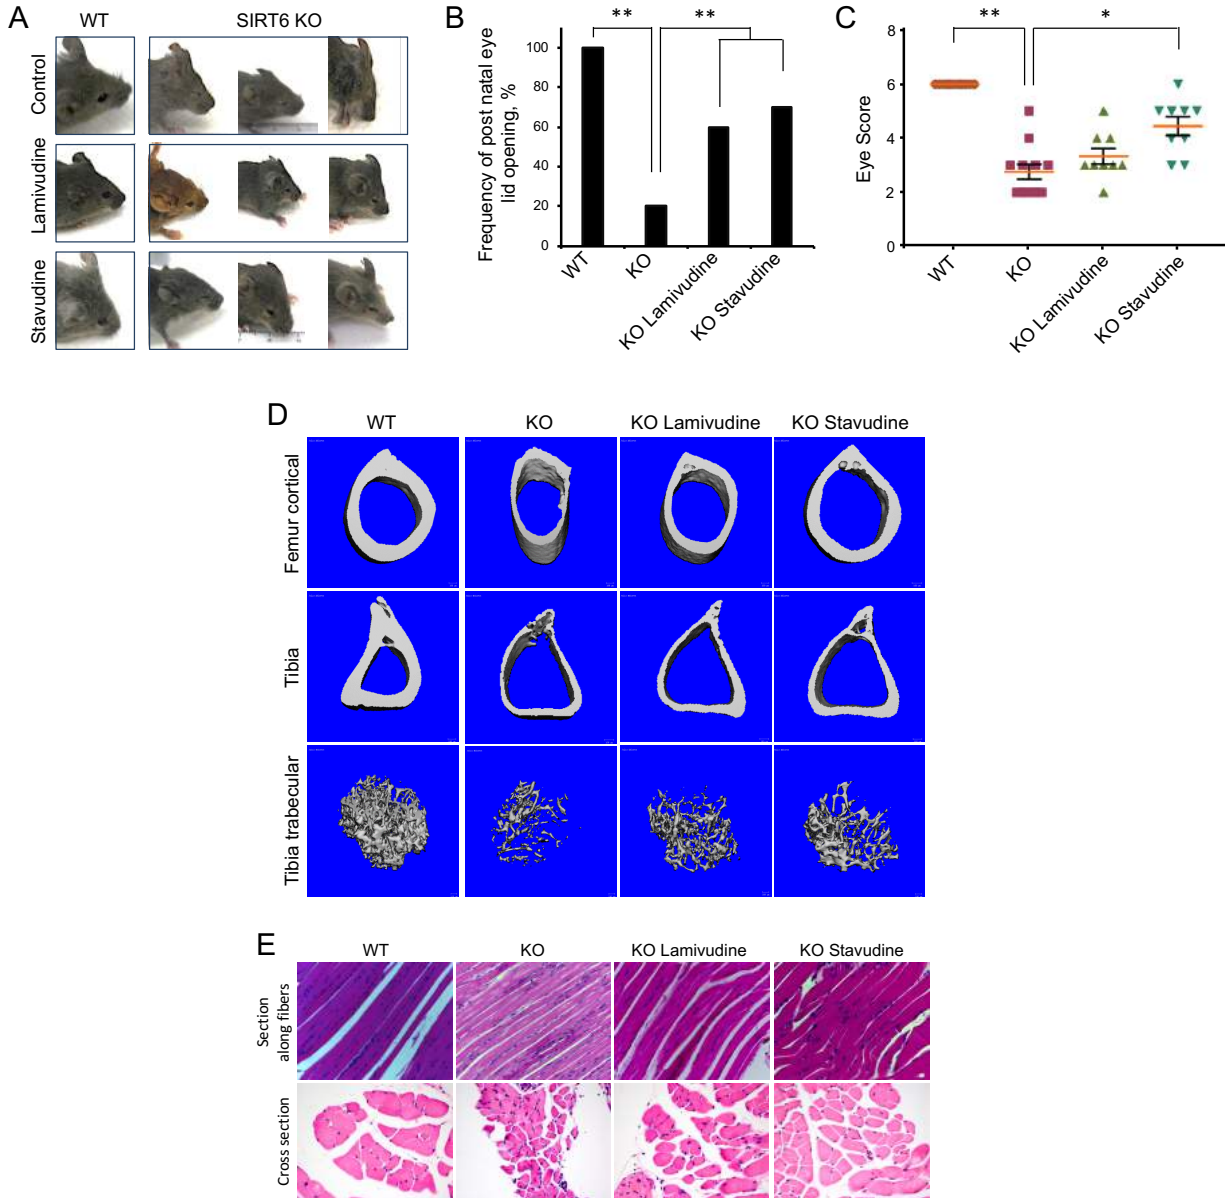 A
WT
SIRT6 KO
Control
Lamivudine
Stavudine
B
**
**
Frequency of post natal eye
lid opening, %
100
80
60
40
20
0
WT
KO
KO Lamivudine
KO Stavudine
C
**
*
Eye Score
8
6
4
2
0
WT
KO
KO Lamivudine
KO Stavudine
D
WT
KO
KO Lamivudine
KO Stavudine
Femur cortical
Tibia
Tibia trabecular
E
WT
KO
KO Lamivudine
KO Stavudine
Section
along fibers
Cross section